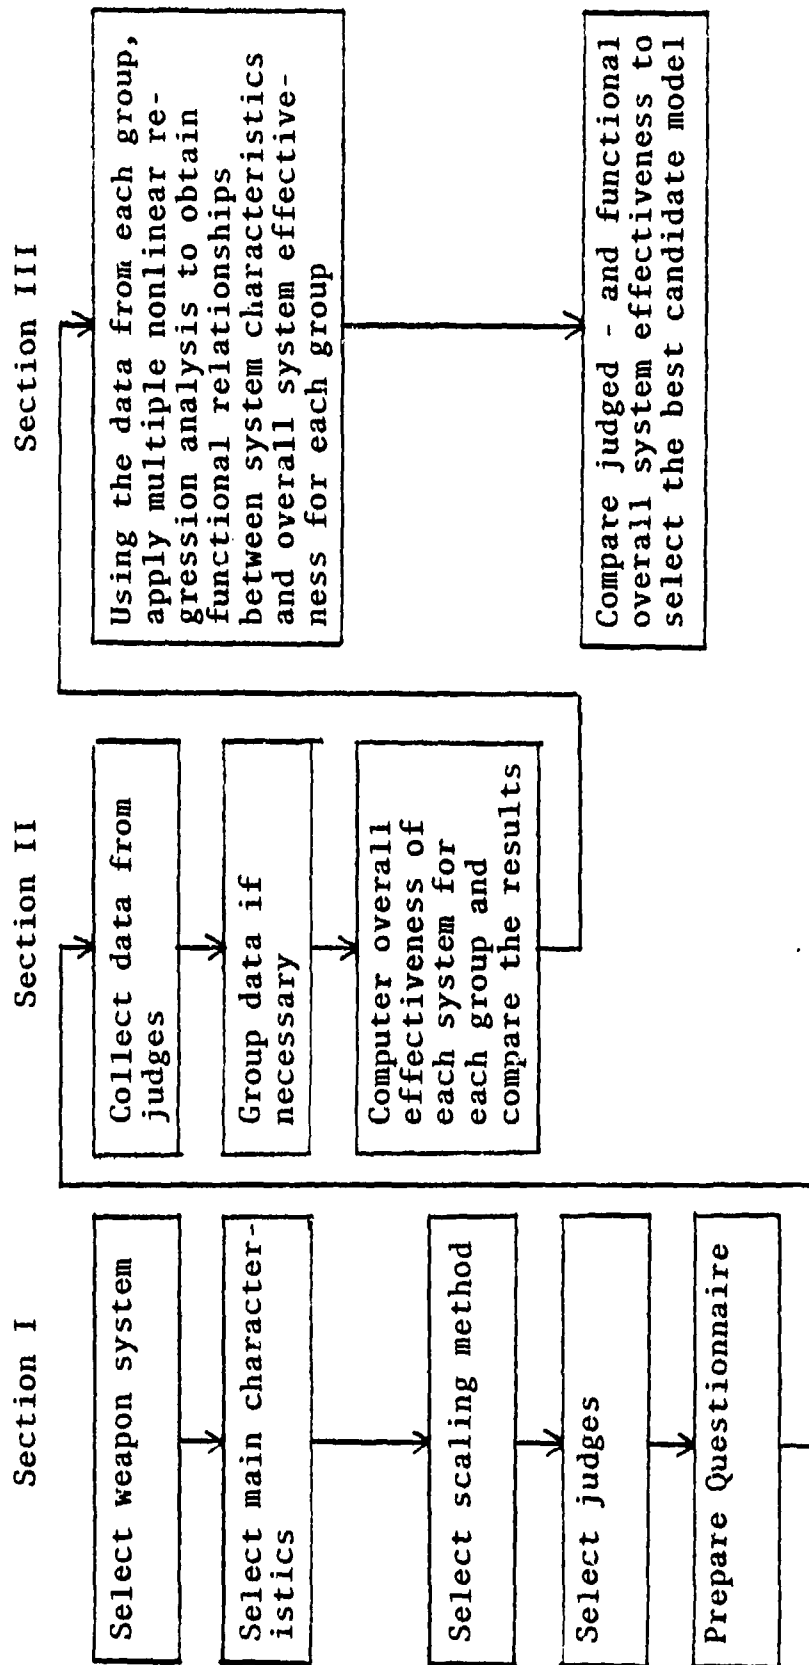 Section I
Select weapon system
Select main character-
istics
Select scaling method
Select judges
Prepare Questionnaire
Section II
Collect data from
judges
Group data if
necessary
Computer overall
effectiveness of
each system for
each group and
compare the results
Section III
Using the data from each group,
apply multiple nonlinear re-
gression analysis to obtain
functional relationships
between system characteristics
and overall system effective-
ness for each group
Compare judged - and functional
overall system effectiveness to
select the best candidate model